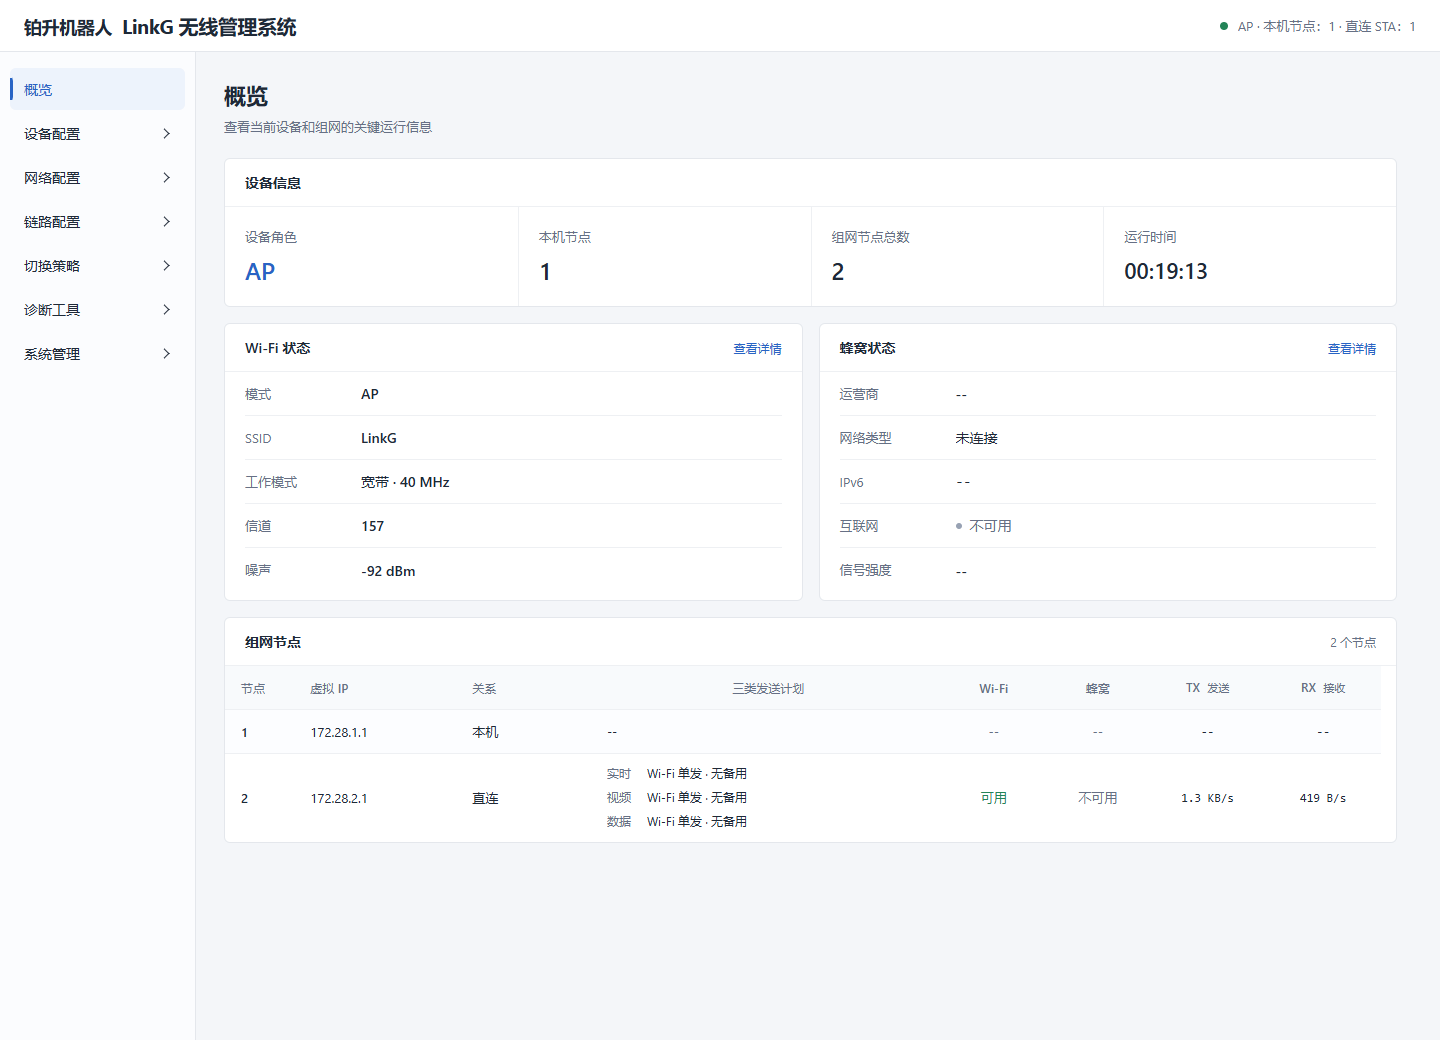 铂升机器人 LinkG 无线管理系统
AP · 本机节点：1 · 直连 STA：1
概览
设备配置
网络配置
链路配置
切换策略
诊断工具
系统管理
概览
查看当前设备和组网的关键运行信息
设备信息
设备角色 本机节点 组网节点总数 运行时间
AP 1 2 00:19:13
Wi-Fi 状态 查看详情
模式 AP
SSID LinkG
工作模式 宽带 · 40 MHz
信道 157
噪声 -92 dBm
蜂窝状态 查看详情
运营商 --
网络类型 未连接
IPv6 --
互联网 不可用
信号强度 --
组网节点 2 个节点
节点 虚拟 IP 关系 三类发送计划 Wi-Fi 蜂窝 TX 发送 RX 接收
1 172.28.1.1 本机 -- -- -- -- --
2 172.28.2.1 直连 实时 Wi-Fi 单发 · 无备用 可用 不可用 1.3 KB/s 419 B/s
视频 Wi-Fi 单发 · 无备用
数据 Wi-Fi 单发 · 无备用